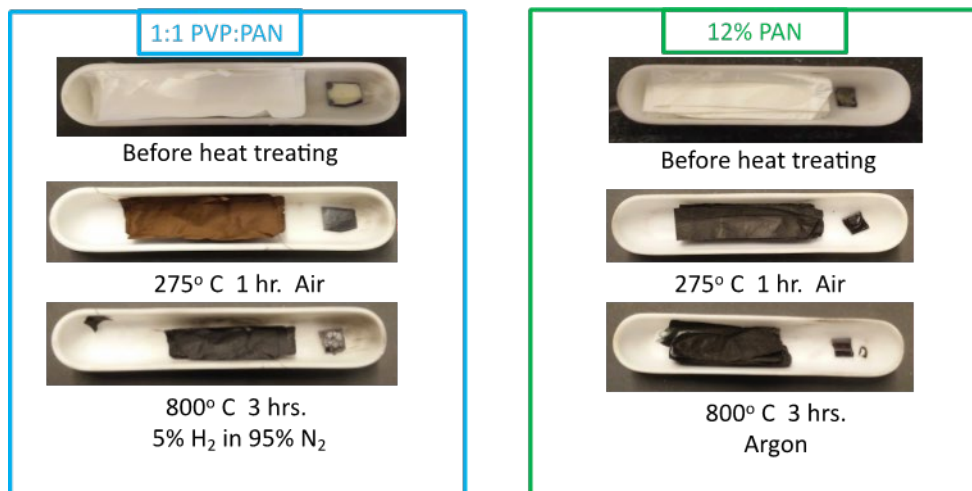 1:1 PVP:PAN
Before heat treating
275° C 1 hr. Air
800° C 3 hrs.
5% H₂ in 95% N₂
12% PAN
Before heat treating
275° C 1 hr. Air
800° C 3 hrs.
Argon